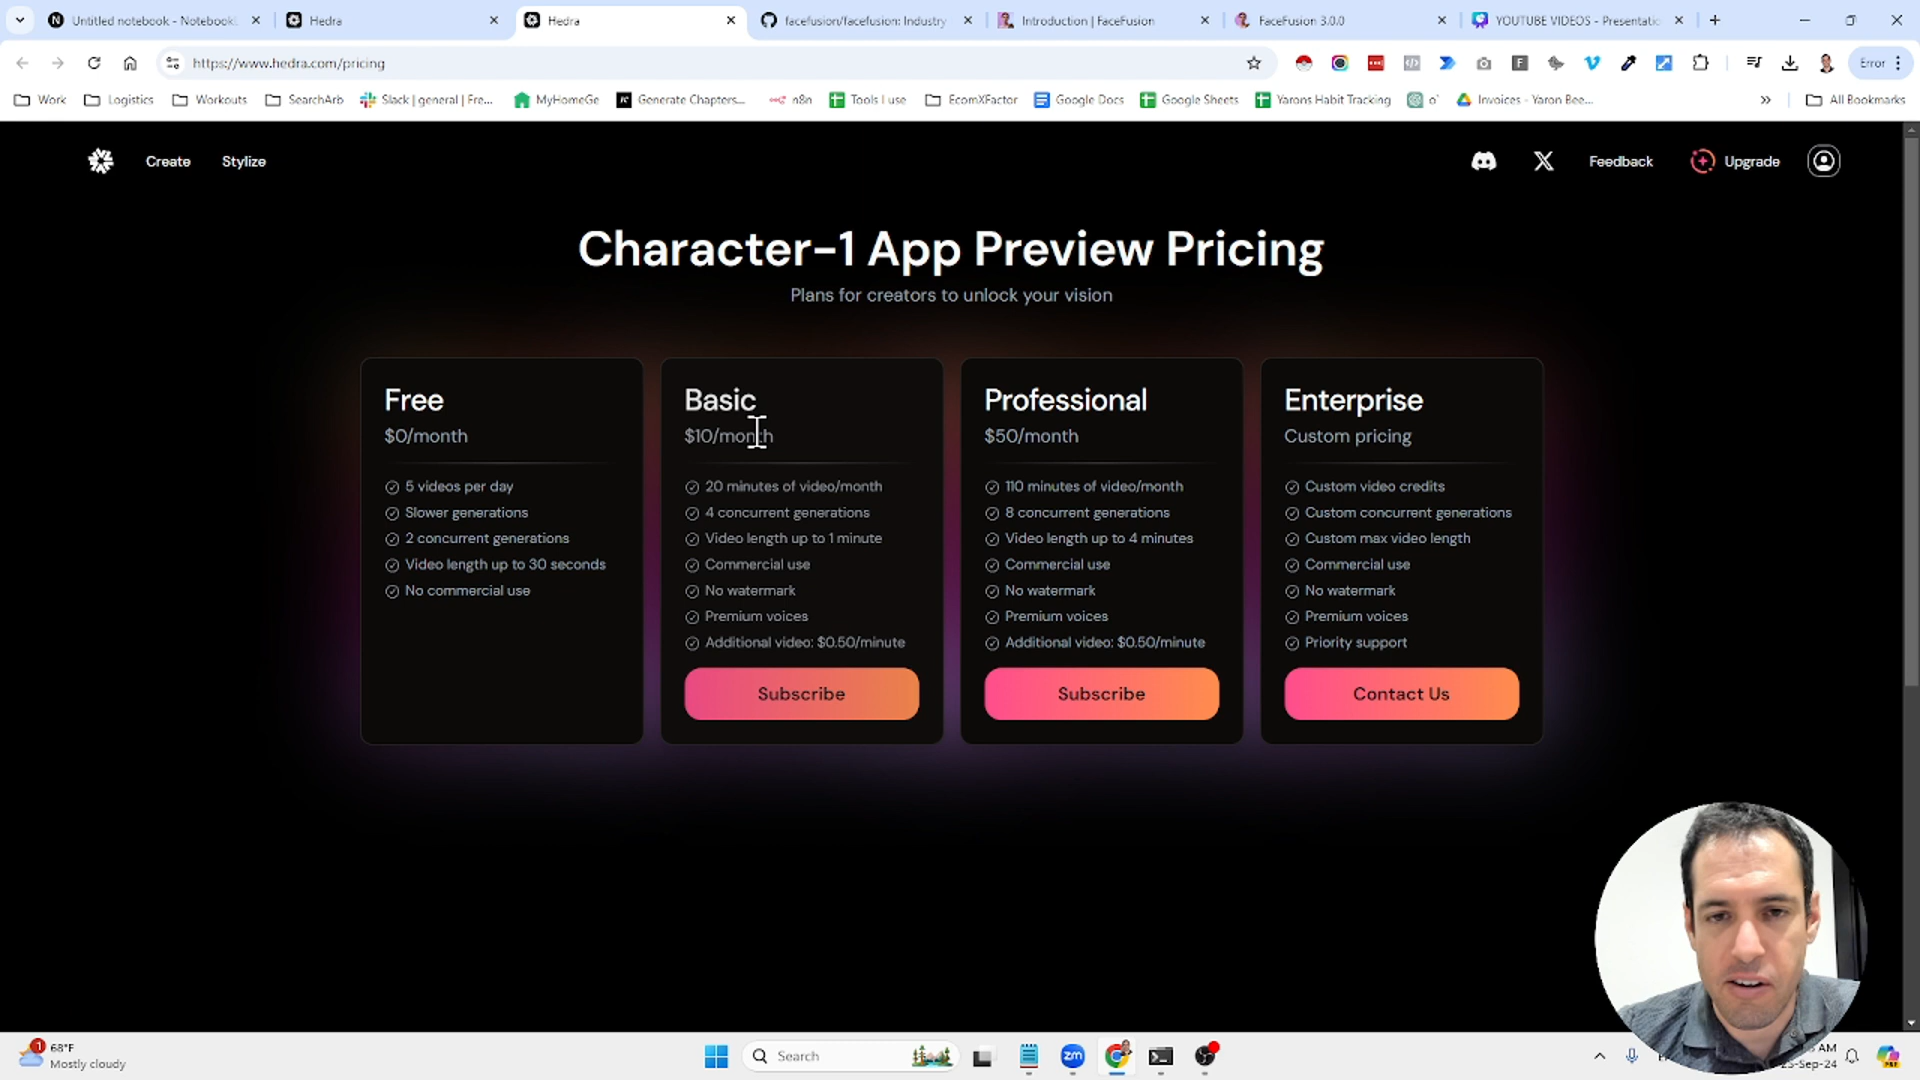 Untitled notebook - Notebook
Hedra
Hedra
facefusion/facefusion: Industry
Introduction | FaceFusion
FaceFusion 3.0.0
YOUTUBE VIDEOS - Presentatio
https://www.hedra.com/pricing
Error
Work
Logistics
Workouts
SearchArb
Slack | general | Fre...
MyHomeGe
Generate Chapters...
n8n
Tools I use
EcomXFactor
Google Docs
Google Sheets
Yarons Habit Tracking
Invoices - Yaron Bee...
All Bookmarks
Create
Stylize
Feedback
Upgrade
Character-1 App Preview Pricing
Plans for creators to unlock your vision
Free
$0/month
5 videos per day
Slower generations
2 concurrent generations
Video length up to 30 seconds
No commercial use
Basic
$10/month
20 minutes of video/month
4 concurrent generations
Video length up to 1 minute
Commercial use
No watermark
Premium voices
Additional video: $0.50/minute
Subscribe
Professional
$50/month
110 minutes of video/month
8 concurrent generations
Video length up to 4 minutes
Commercial use
No watermark
Premium voices
Additional video: $0.50/minute
Subscribe
Enterprise
Custom pricing
Custom video credits
Custom concurrent generations
Custom max video length
Commercial use
No watermark
Premium voices
Priority support
Contact Us
1
68°F
Mostly cloudy
Search
zm
AM
-Sep-24